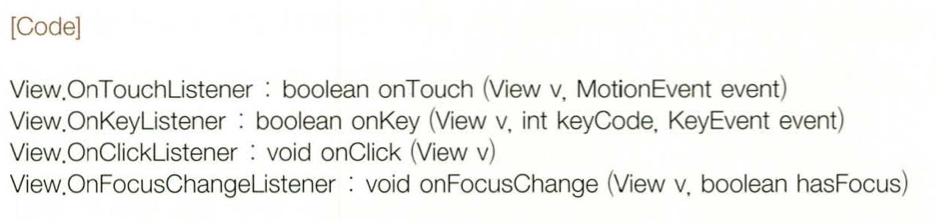 [Code]
View.OnTouchListener : boolean onTouch (View v, MotionEvent event)
View.OnKeyListener : boolean onKey (View v, int keyCode, KeyEvent event)
View.OnClickListener : void onClick (View v)
View.OnFocusChangeListener : void onFocusChange (View v, boolean hasFocus)